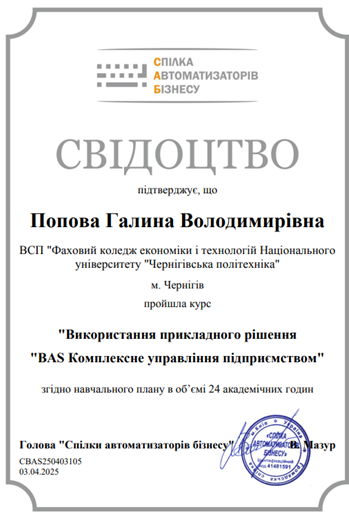 СПІЛКА
АВТОМАТИЗАТОРІВ
БІЗНЕСУ
СВІДОЦТВО
підтверджує, що
Попова Галина Володимирівна
ВСП "Фаховий коледж економіки і технологій Національного
університету "Чернігівська політехніка"
м. Чернігів
пройшла курс
"Використання прикладного рішення
"BAS Комплексне управління підприємством"
згідно навчального плану в об’ємі 24 академічних годин
Голова "Спілки автоматизаторів бізнесу" В. Мазур
CBAS250403105
03.04.2025
«СПІЛКА
АВТОМАТИЗАТОРІВ
БІЗНЕСУ»
41481591